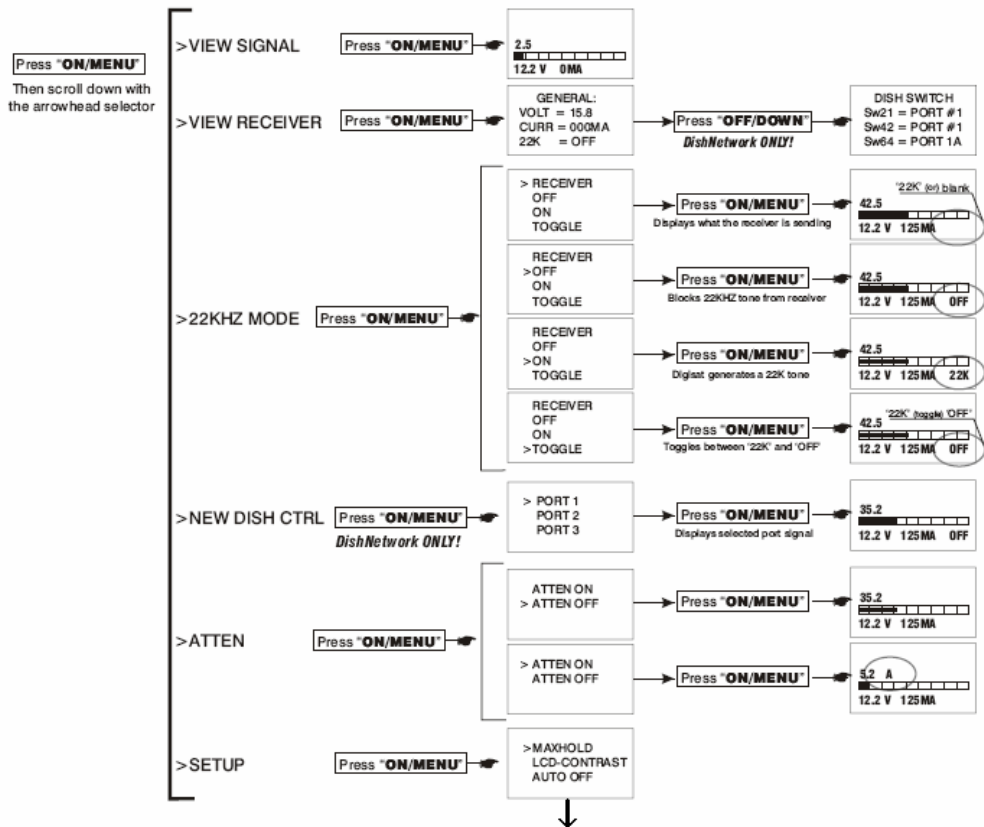 Press "ON/MENU"
Then scroll down with
the arrowhead selector
>VIEW SIGNAL
Press "ON/MENU"
2.5
12.2 V 0MA
>VIEW RECEIVER
Press "ON/MENU"
GENERAL:
VOLT = 15.8
CURR = 000MA
22K = OFF
Press "OFF/DOWN"
DishNetwork ONLY!
DISH SWITCH
Sw21 = PORT #1
Sw42 = PORT #1
Sw64 = PORT 1A
>22KHZ MODE
Press "ON/MENU"
> RECEIVER
OFF
ON
TOGGLE
Press "ON/MENU"
Displays what the receiver is sending
"22K" (or) blank
42.5
12.2 V 125MA
RECEIVER
>OFF
ON
TOGGLE
Press "ON/MENU"
Blocks 22KHZ tone from receiver
42.5
12.2 V 125MA OFF
RECEIVER
OFF
>ON
TOGGLE
Press "ON/MENU"
Digisat generates a 22K tone
42.5
12.2 V 125MA 22K
RECEIVER
OFF
ON
>TOGGLE
Press "ON/MENU"
Toggles between "22K" and "OFF"
"22K" (toggle) "OFF"
42.5
12.2 V 125MA OFF
>NEW DISH CTRL
Press "ON/MENU"
DishNetwork ONLY!
> PORT 1
PORT 2
PORT 3
Press "ON/MENU"
Displays selected port signal
35.2
12.2 V 125MA OFF
>ATTEN
Press "ON/MENU"
ATTEN ON
> ATTEN OFF
Press "ON/MENU"
35.2
12.2 V 125MA
> ATTEN ON
ATTEN OFF
Press "ON/MENU"
5.2 A
12.2 V 125MA
>SETUP
Press "ON/MENU"
>MAXHOLD
LCD-CONTRAST
AUTO OFF